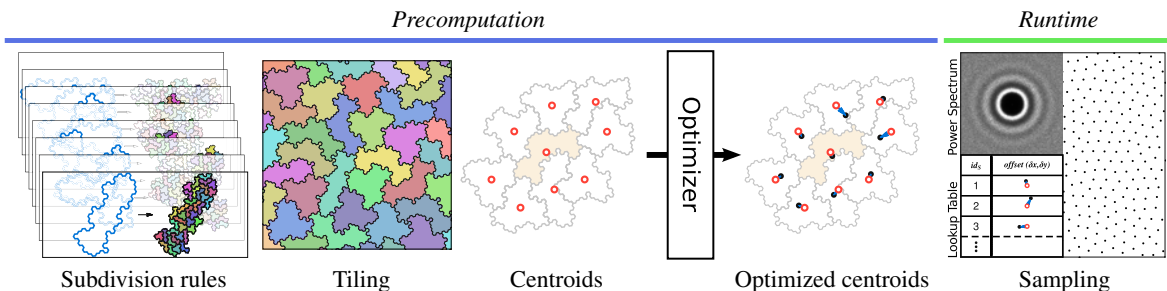 Precomputation
Runtime
Optimizer
Power Spectrum
Lookup Table
id_S offset (δx,δy)
1
2
3
Subdivision rules
Tiling
Centroids
Optimized centroids
Sampling